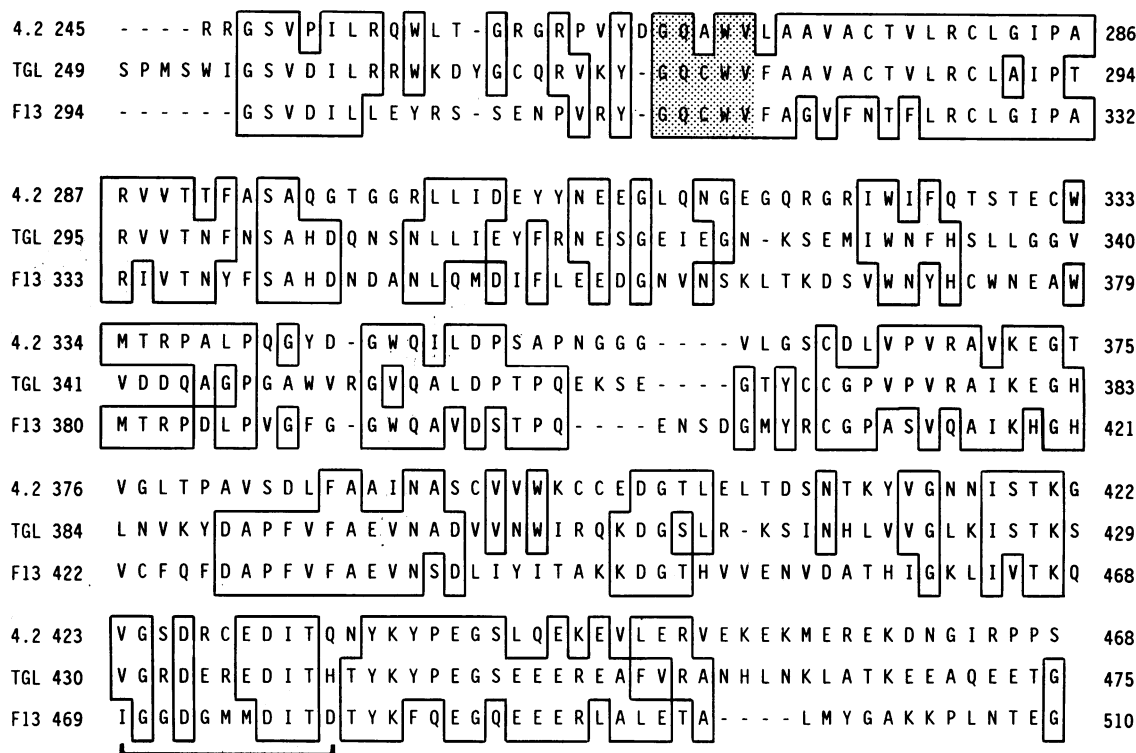 4.2 245 - - - - R R G S V P I L R Q W L T - G R G R P V Y D G Q A W V L A A V A C T V L R C L G I P A 286
TGL 249 S P M S W I G S V D I L R R W K D Y G C Q R V K Y - G Q C W V F A A V A C T V L R C L A I P T 294
F13 294 - - - - - - G S V D I L L E Y R S - S E N P V R Y - G Q C W V F A G V F N T F L R C L G I P A 332
4.2 287 R V V T T F A S A Q G T G G R L L I D E Y Y N E E G L Q N G E G Q R G R I W I F Q T S T E C W 333
TGL 295 R V V T N F N S A H D Q N S N L L I E Y F R N E S G E I E G N - K S E M I W N F H S L L G G V 340
F13 333 R I V T N Y F S A H D N D A N L Q M D I F L E E D G N V N S K L T K D S V W N Y H C W N E A W 379
4.2 334 M T R P A L P Q G Y D - G W Q I L D P S A P N G G G - - - - V L G S C D L V P V R A V K E G T 375
TGL 341 V D D Q A G P G A W V R G V Q A L D P T P Q E K S E - - - - G T Y C C G P V P V R A I K E G H 383
F13 380 M T R P D L P V G F G - G W Q A V D S T P Q - - - - E N S D G M Y R C G P A S V Q A I K H G H 421
4.2 376 V G L T P A V S D L F A A I N A S C V V W K C C E D G T L E L T D S N T K Y V G N N I S T K G 422
TGL 384 L N V K Y D A P F V F A E V N A D V V N W I R Q K D G S L R - K S I N H L V V G L K I S T K S 429
F13 422 V C F Q F D A P F V F A E V N S D L I Y I T A K K D G T H V V E N V D A T H I G K L I V T K Q 468
4.2 423 V G S D R C E D I T Q N Y K Y P E G S L Q E K E V L E R V E K E K M E R E K D N G I R P P S 468
TGL 430 V G R D E R E D I T H T Y K Y P E G S E E E R E A F V R A N H L N K L A T K E E A Q E E T G 475
F13 469 I G G D G M M D I T D T Y K F Q E G Q E E E R L A L E T A - - - - L M Y G A K K P L N T E G 510